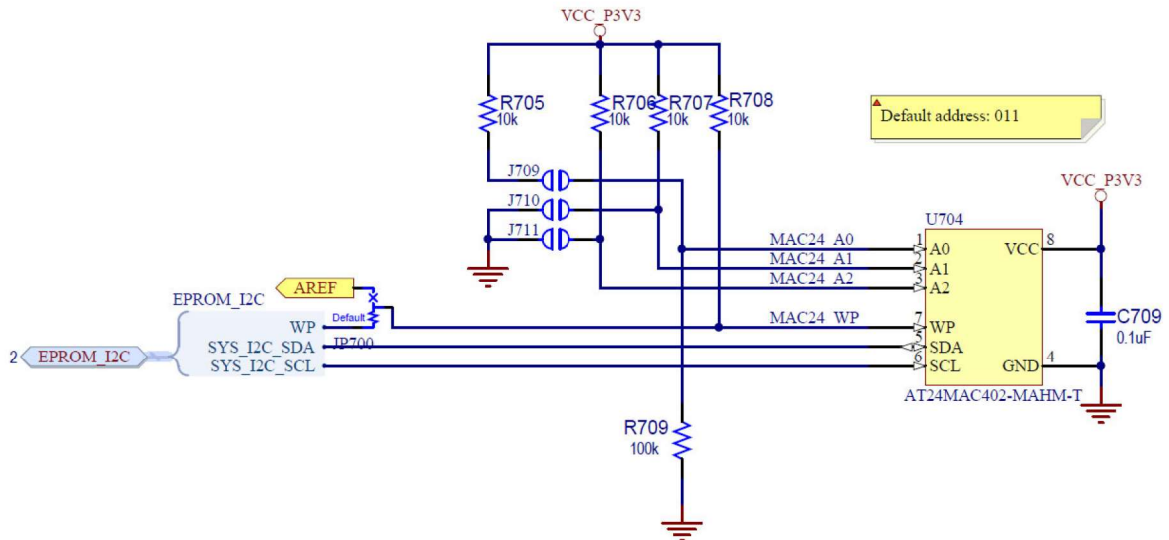 VCC_P3V3
R705
10k
R706
10k
R707
10k
R708
10k
Default address: 011
J709
J710
J711
VCC_P3V3
U704
MAC24_A0
1
A0
VCC
8
MAC24_A1
2
A1
MAC24_A2
3
A2
AREF
EPROM_I2C
Default
WP
MAC24_WP
7
WP
C709
0.1uF
SYS_I2C_SDA
JP700
5
SDA
2
EPROM_I2C
SYS_I2C_SCL
6
SCL
GND
4
AT24MAC402-MAHM-T
R709
100k